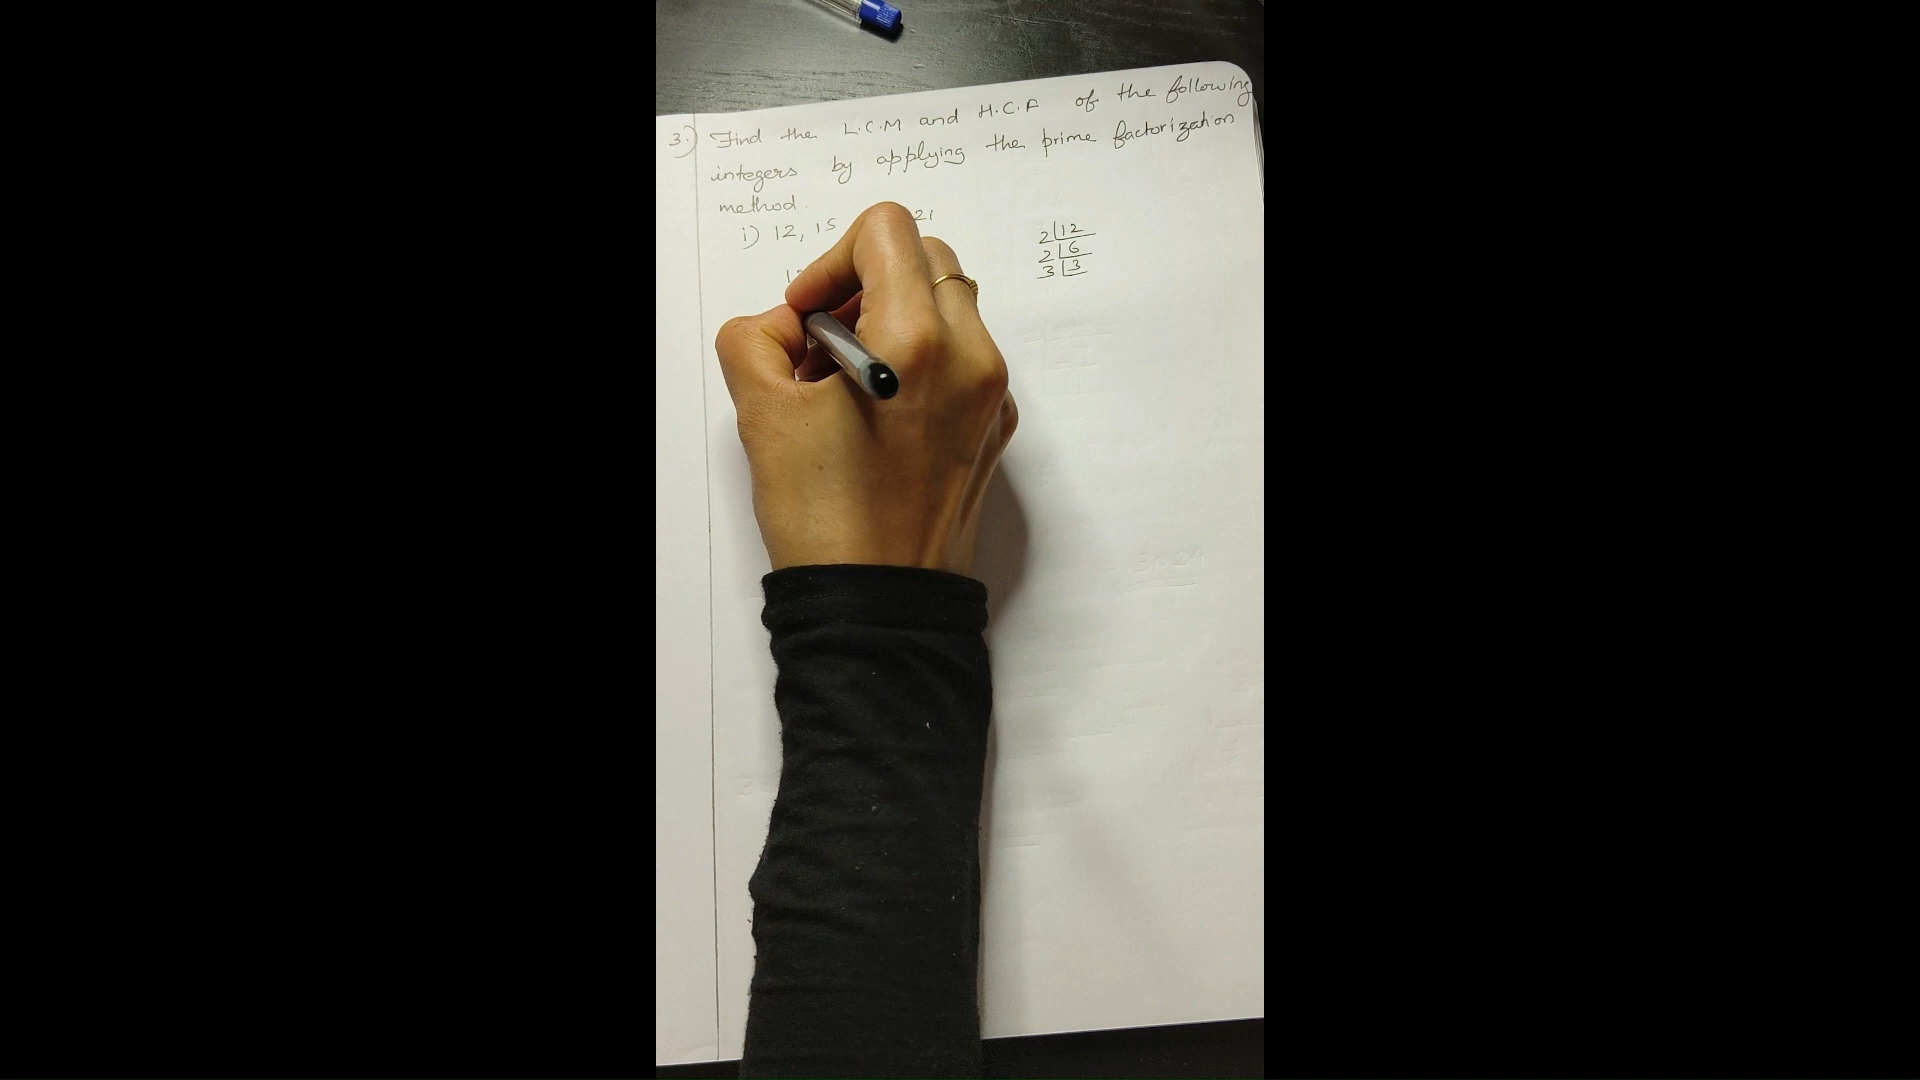 3.) Find the L.C.M and H.C.F of the following
integers by applying the prime factorization
method.
i) 12, 15 21
2 12
2 6
3 3